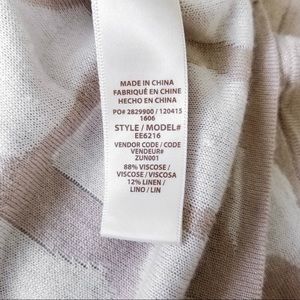 MADE IN CHINA
FABRIQUÉ EN CHINE
HECHO EN CHINA
PO# 2829900 / 120415
1606
STYLE / MODEL#
EE6216
VENDOR CODE / CODE
VENDEUR#
ZUN001
88% VISCOSE /
VISCOSE / VISCOSA
12% LINEN /
LINO / LIN